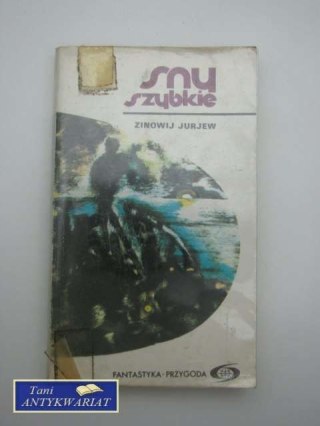 sny
szybkie
ZINOWIJ JURJEW
FANTASTYKA-PRZYGODA
Tani
ANTYKWARIAT